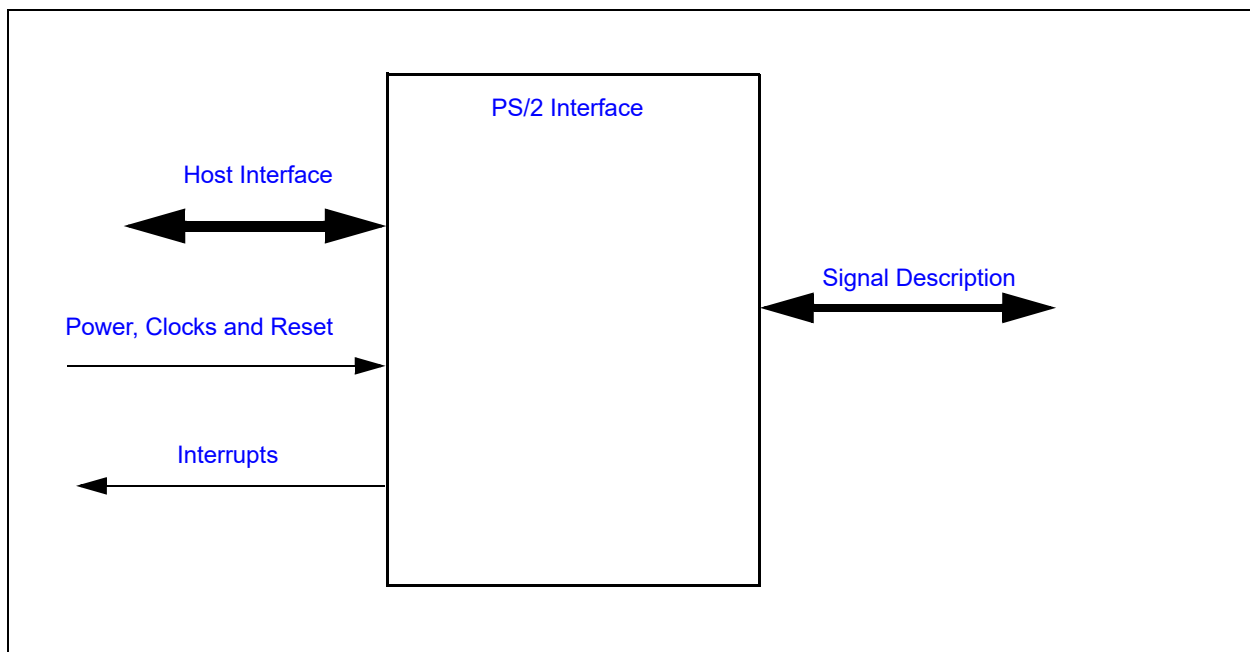 PS/2 Interface
Host Interface
Signal Description
Power, Clocks and Reset
Interrupts